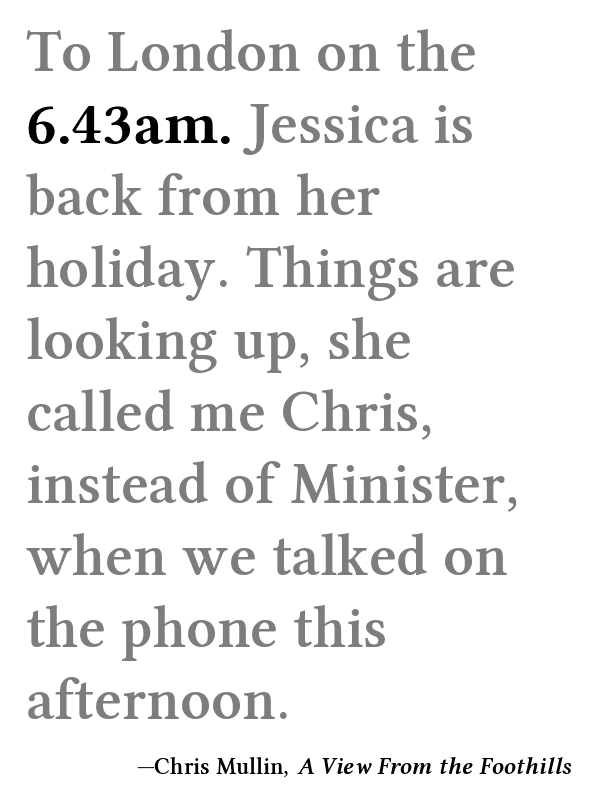 To London on the
6.43am. Jessica is
back from her
holiday. Things are
looking up, she
called me Chris,
instead of Minister,
when we talked on
the phone this
afternoon.
—Chris Mullin, A View From the Foothills